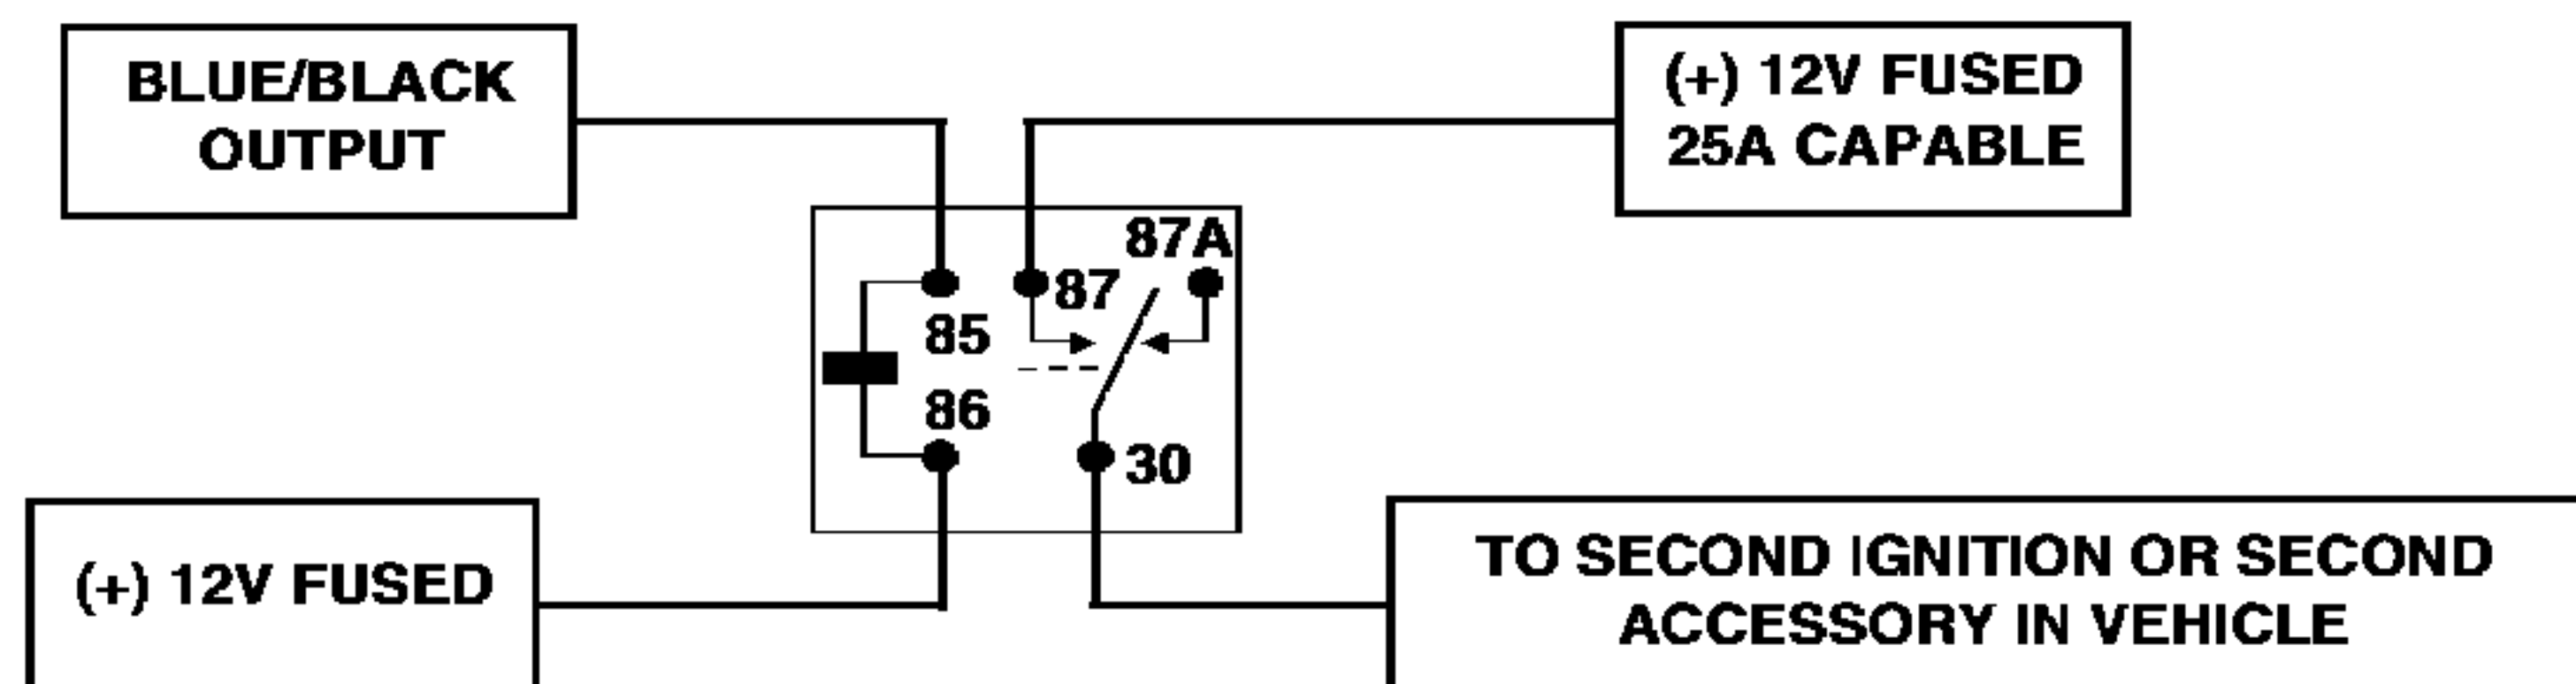 BLUE/BLACK
OUTPUT
(+) 12V FUSED
25A CAPABLE
87A
87
85
86
30
(+) 12V FUSED
TO SECOND IGNITION OR SECOND
ACCESSORY IN VEHICLE